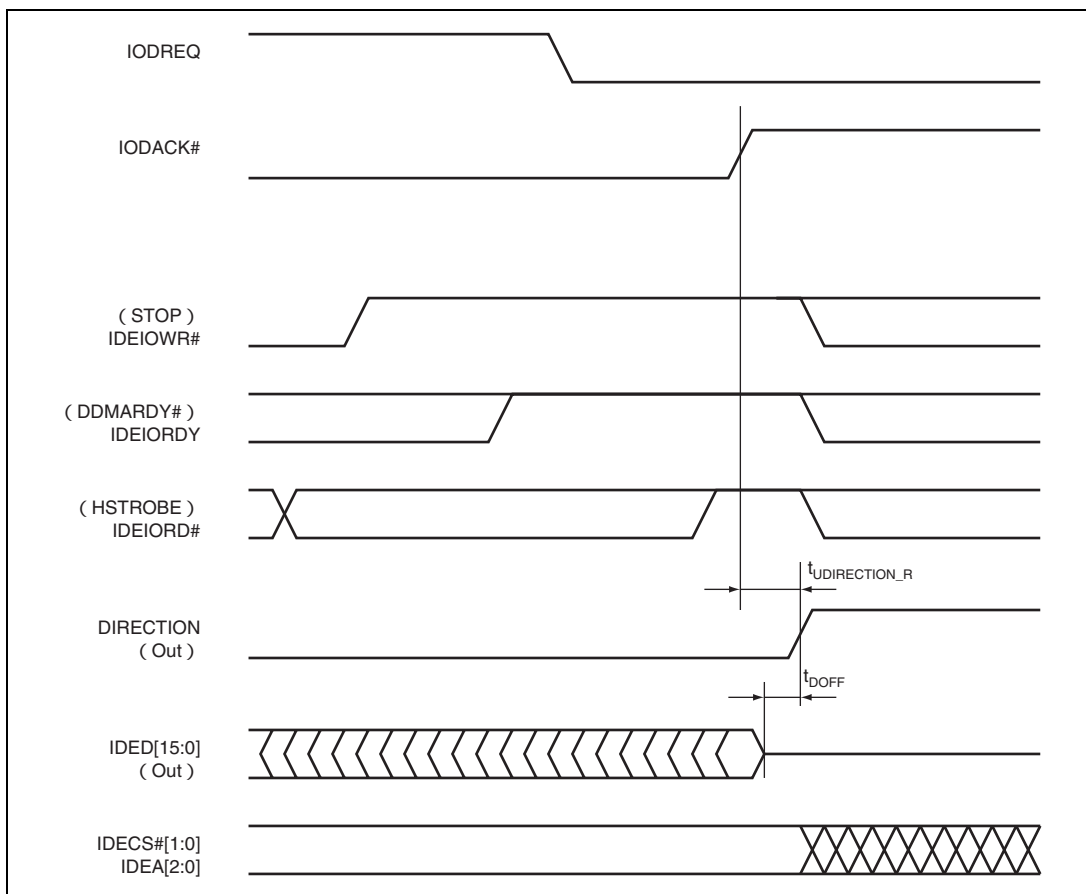 IODREQ
IODACK#
( STOP )
IDEIOWR#
( DDMARDY# )
IDEIORDY
( HSTROBE )
IDEIORD#
tUDIRECTION_R
DIRECTION
( Out )
tDOFF
IDED[15:0]
( Out )
IDECS#[1:0]
IDEA[2:0]